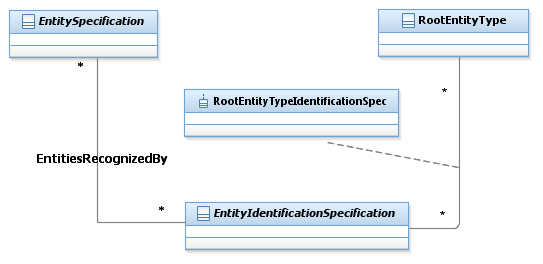 EntitySpecification
RootEntityType
*
*
RootEntityTypeIdentificationSpec
EntitiesRecognizedBy
*
EntityIdentificationSpecification
*